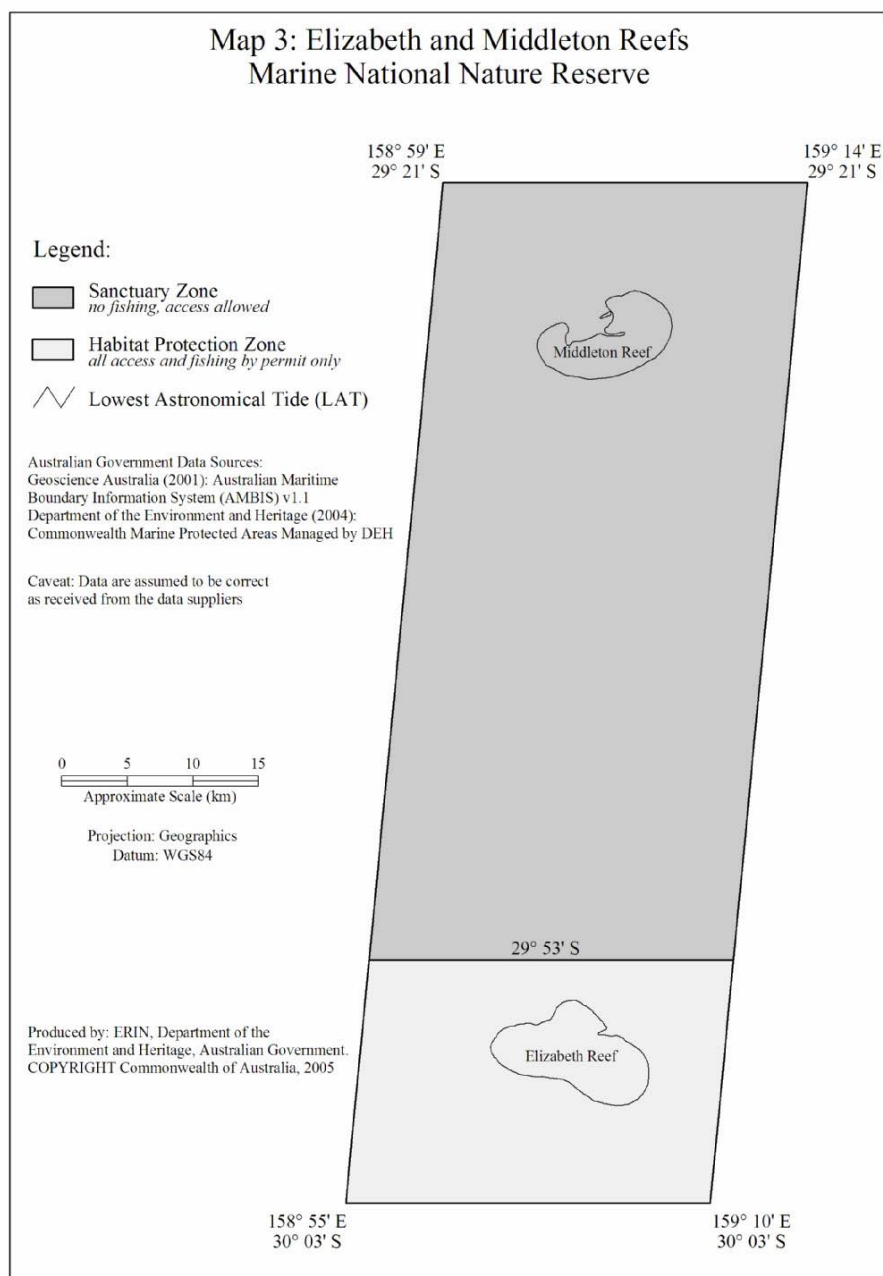 Map 3: Elizabeth and Middleton Reefs
Marine National Nature Reserve
158° 59' E
29° 21' S
159° 14' E
29° 21' S
Legend:
Sanctuary Zone
no fishing, access allowed
Habitat Protection Zone
all access and fishing by permit only
Lowest Astronomical Tide (LAT)
Middleton Reef
Australian Government Data Sources:
Geoscience Australia (2001): Australian Maritime
Boundary Information System (AMBIS) v1.1
Department of the Environment and Heritage (2004):
Commonwealth Marine Protected Areas Managed by DEH
Caveat: Data are assumed to be correct
as received from the data suppliers
0 5 10 15
Approximate Scale (km)
Projection: Geographics
Datum: WGS84
29° 53' S
Elizabeth Reef
Produced by: ERIN, Department of the
Environment and Heritage, Australian Government.
COPYRIGHT Commonwealth of Australia, 2005
158° 55' E
30° 03' S
159° 10' E
30° 03' S